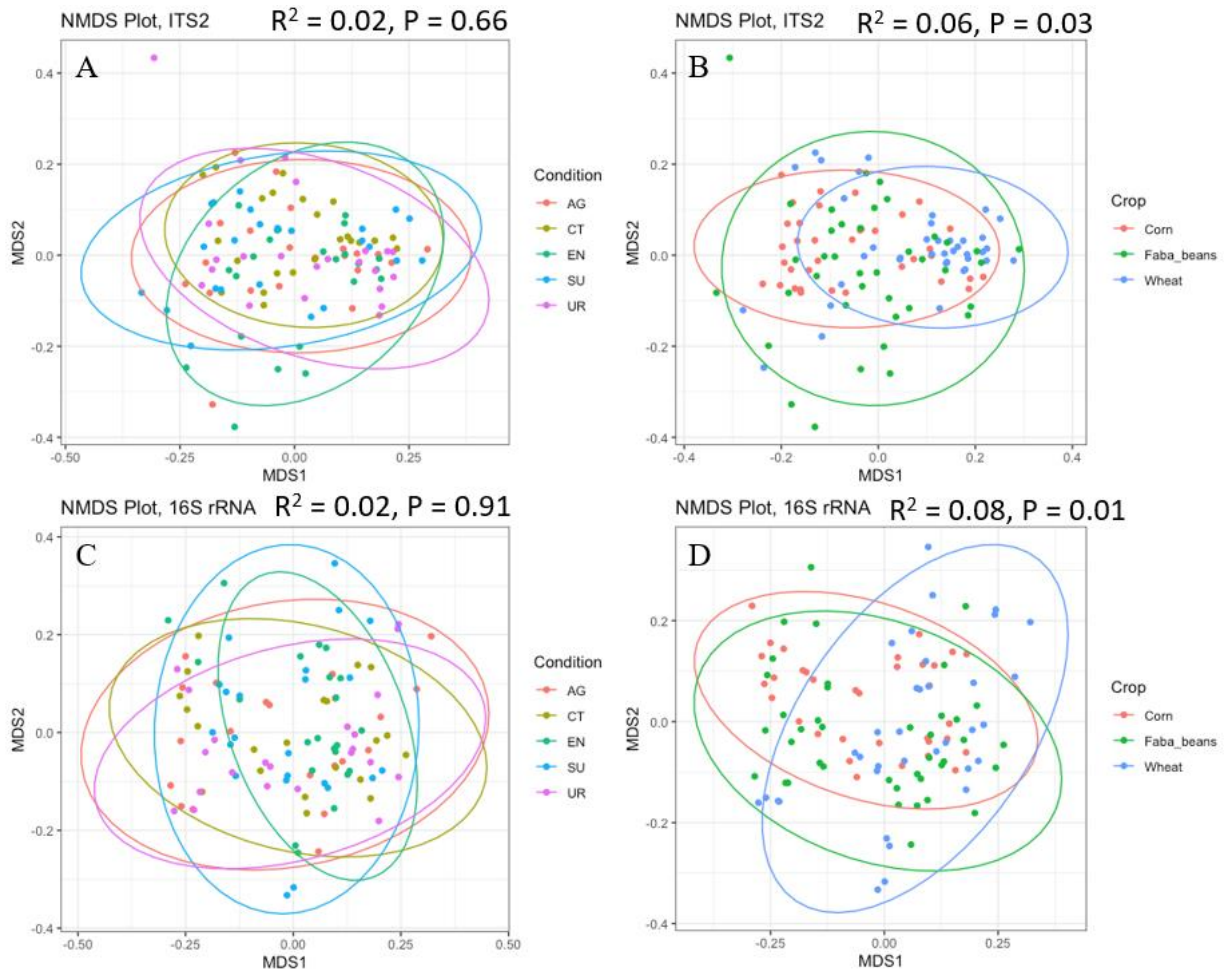 NMDS Plot, ITS2 R² = 0.02, P = 0.66
A
0.4
0.2
0.0
-0.2
-0.4
MDS2
-0.50 -0.25 0.00 0.25
MDS1
Condition
AG
CT
EN
SU
UR
NMDS Plot, ITS2 R² = 0.06, P = 0.03
B
0.4
0.2
0.0
-0.2
-0.4
MDS2
-0.4 -0.2 0.0 0.2 0.4
MDS1
Crop
Corn
Faba_beans
Wheat
NMDS Plot, 16S rRNA R² = 0.02, P = 0.91
C
0.4
0.2
0.0
-0.2
-0.4
MDS2
-0.50 -0.25 0.00 0.25 0.50
MDS1
Condition
AG
CT
EN
SU
UR
NMDS Plot, 16S rRNA R² = 0.08, P = 0.01
D
0.2
0.0
-0.2
-0.4
MDS2
-0.25 0.00 0.25
MDS1
Crop
Corn
Faba_beans
Wheat